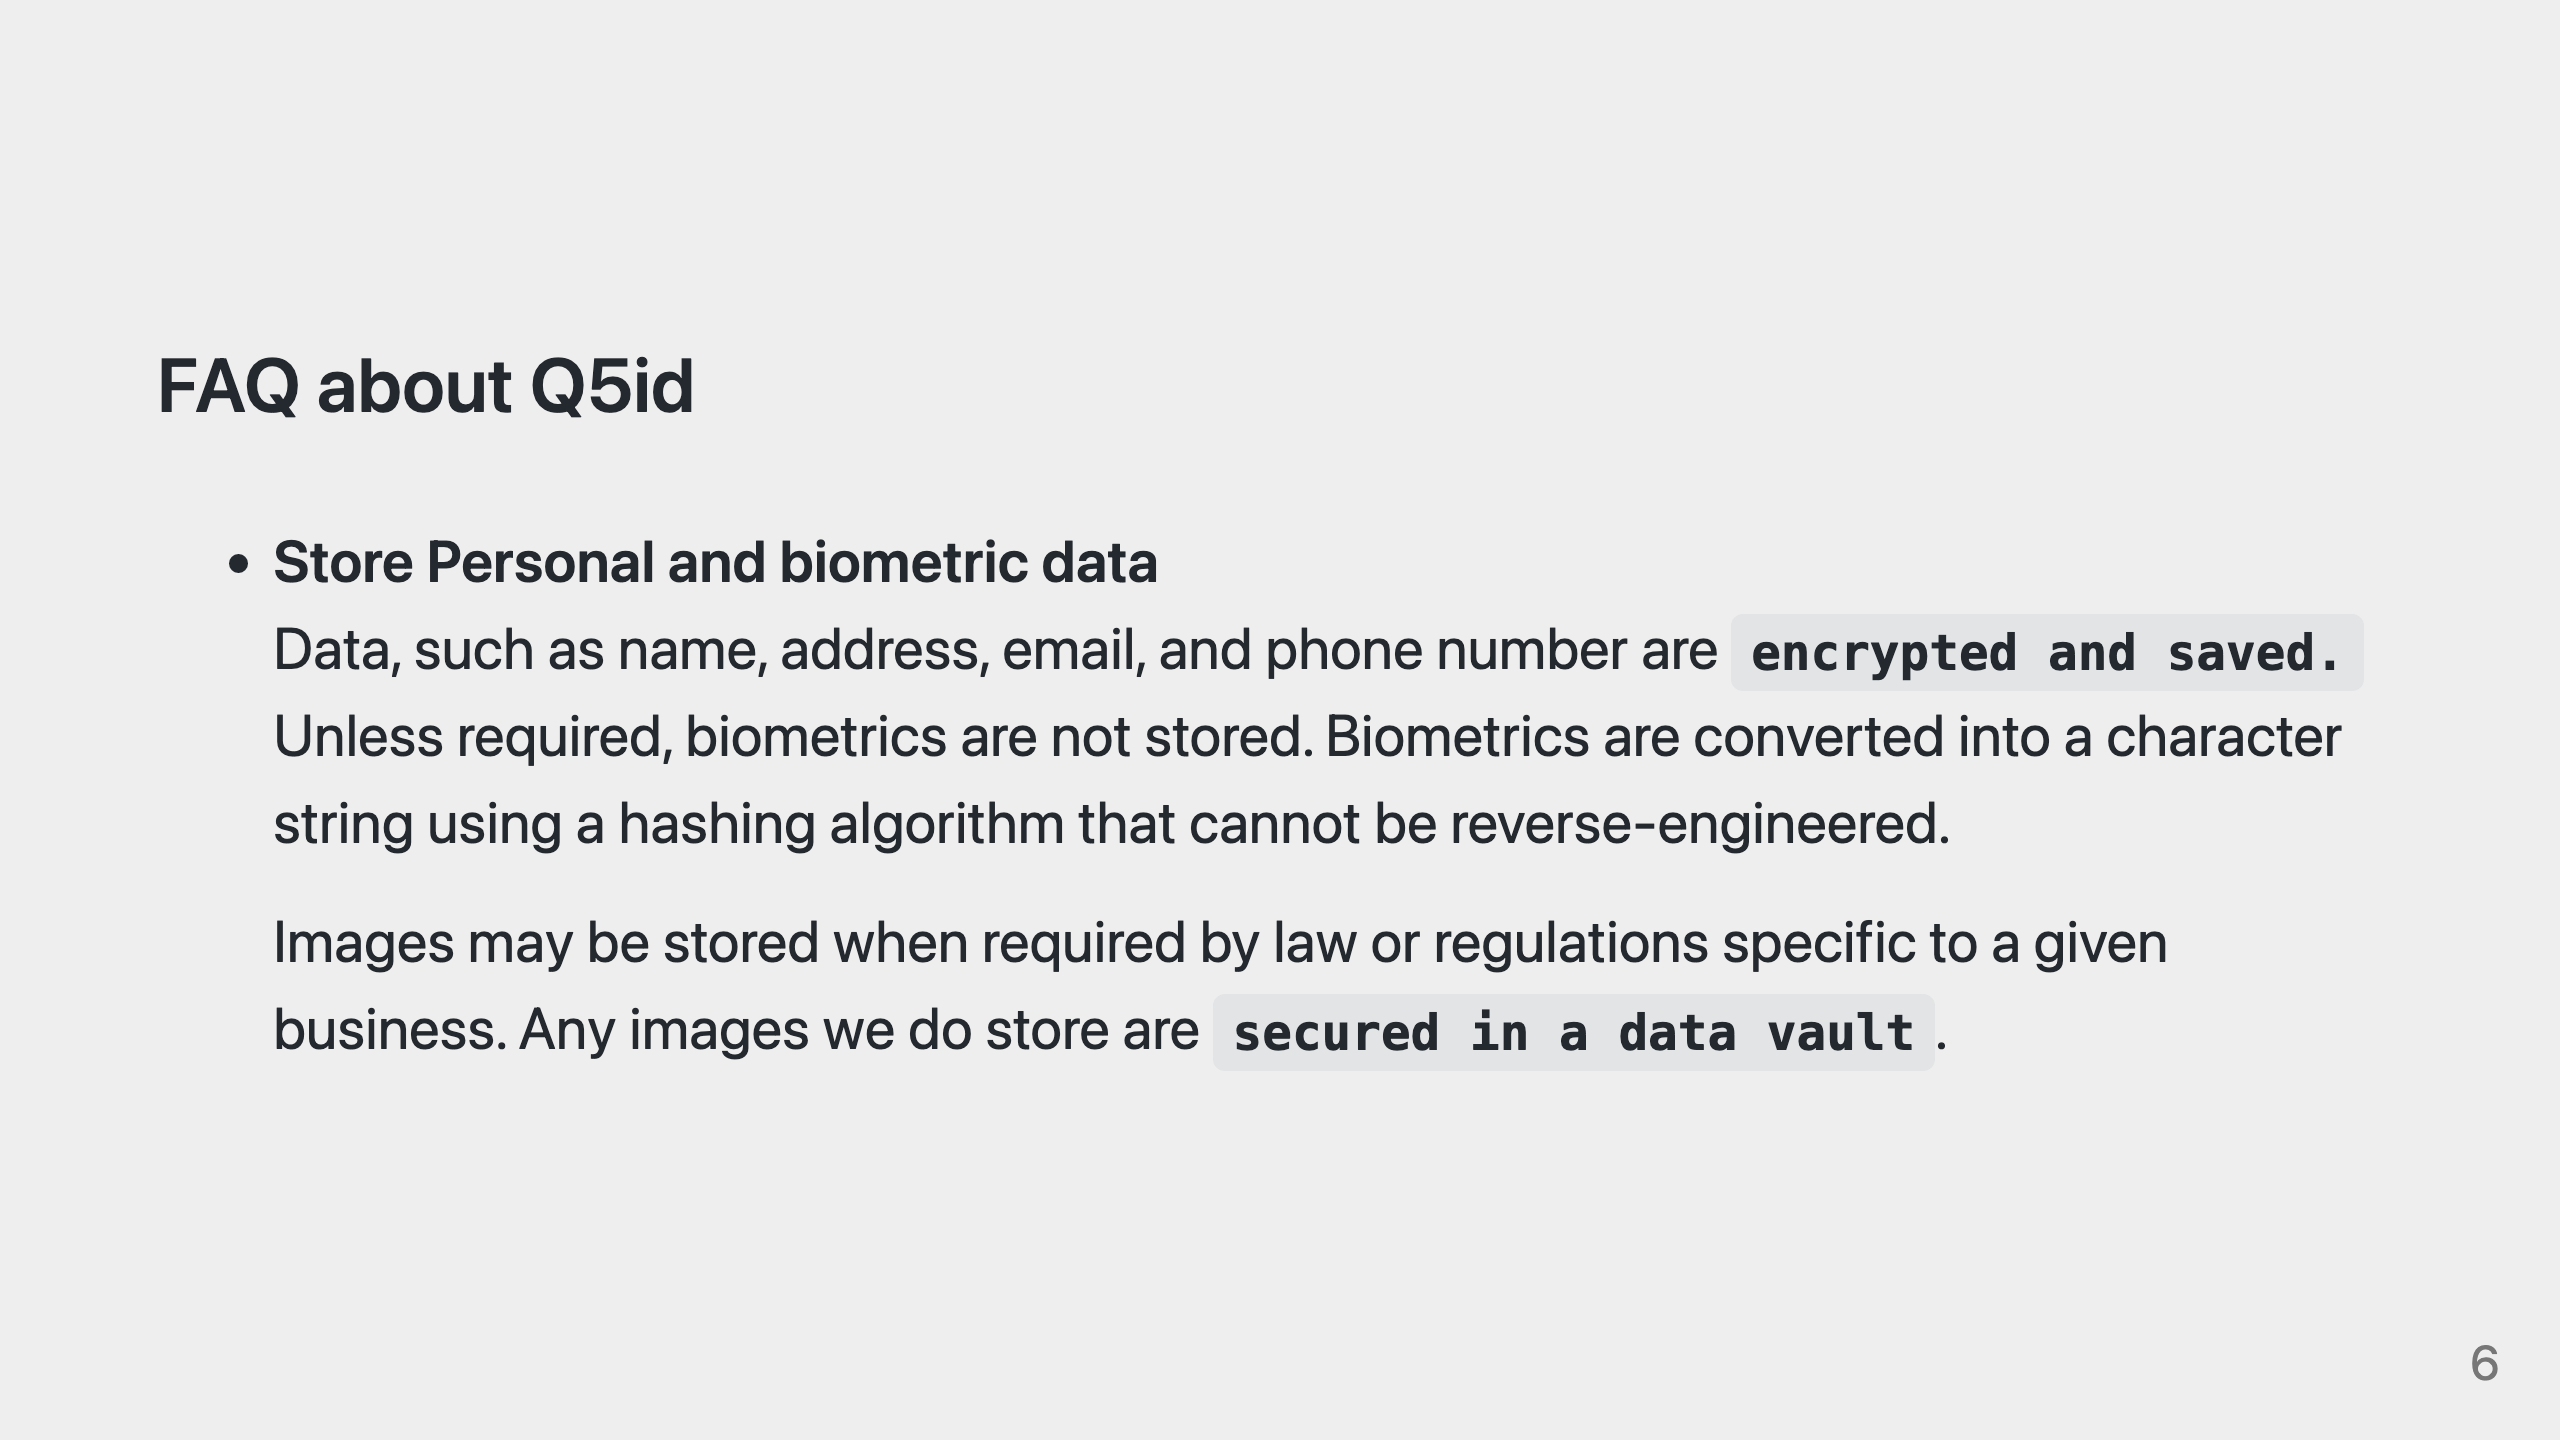 FAQ about Q5id
• Store Personal and biometric data
Data, such as name, address, email, and phone number are encrypted and saved.
Unless required, biometrics are not stored. Biometrics are converted into a character
string using a hashing algorithm that cannot be reverse-engineered.
Images may be stored when required by law or regulations specific to a given
business. Any images we do store are secured in a data vault.
6